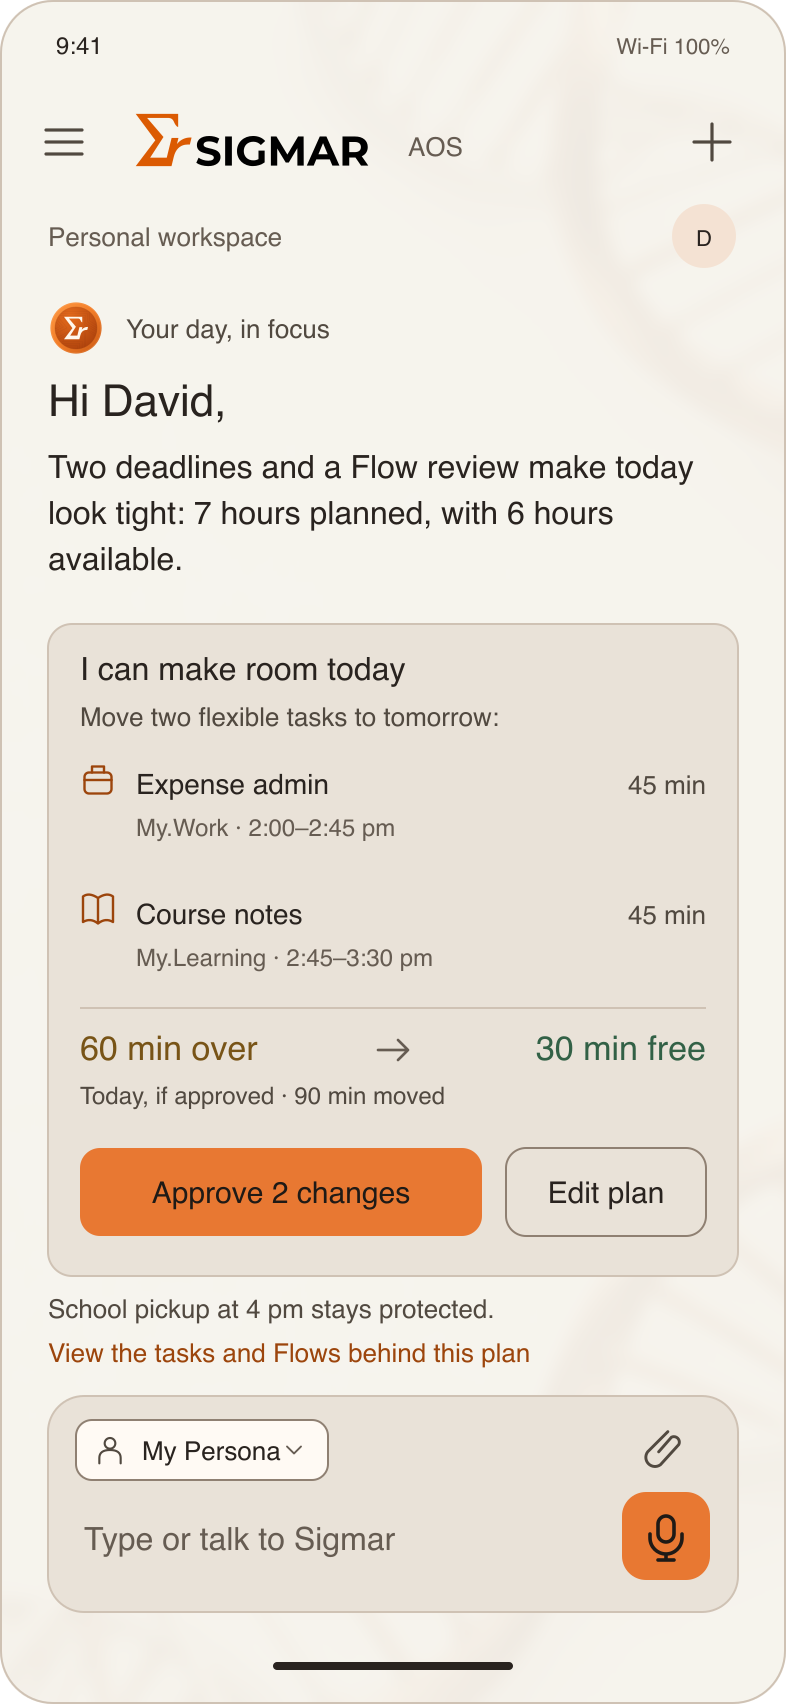 9:41
Wi-Fi 100%
Σr SIGMAR AOS
Personal workspace
D
Σr
Your day, in focus
Hi David,
Two deadlines and a Flow review make today
look tight: 7 hours planned, with 6 hours
available.
I can make room today
Move two flexible tasks to tomorrow:
Expense admin
45 min
My.Work · 2:00–2:45 pm
Course notes
45 min
My.Learning · 2:45–3:30 pm
60 min over → 30 min free
Today, if approved · 90 min moved
Approve 2 changes
Edit plan
School pickup at 4 pm stays protected.
View the tasks and Flows behind this plan
My Persona
Type or talk to Sigmar